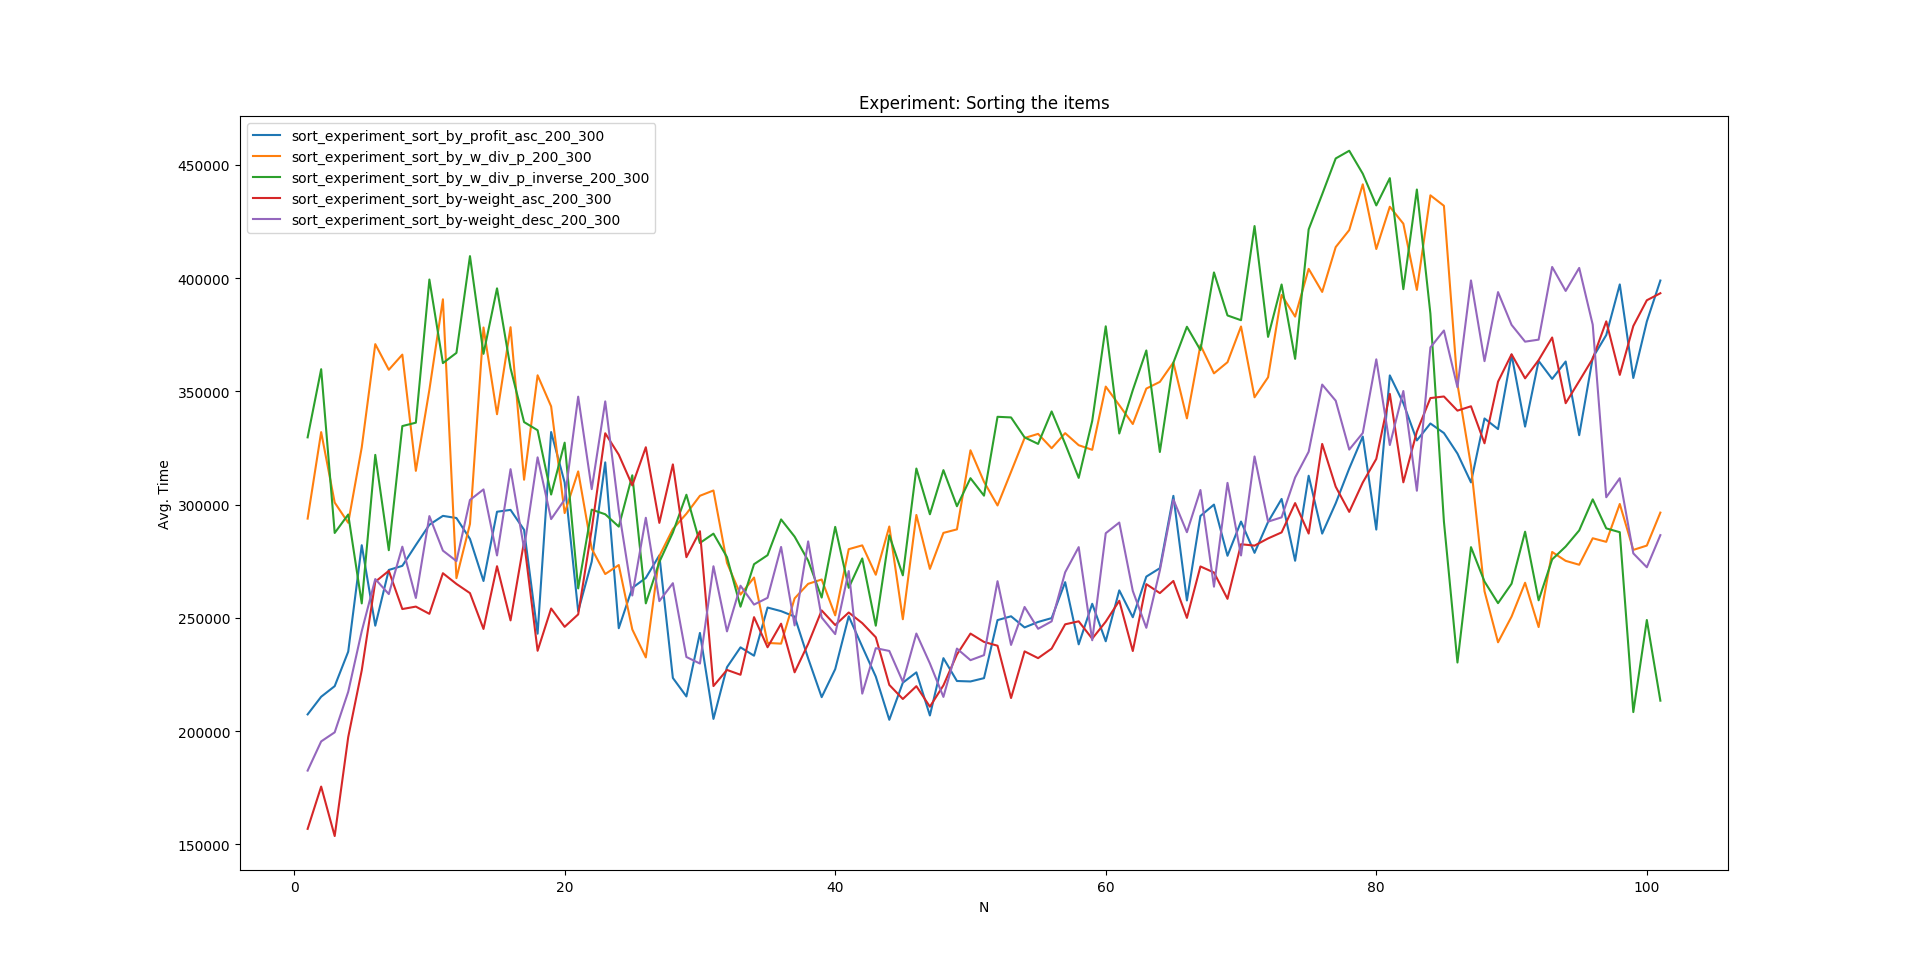 Experiment: Sorting the items
sort_experiment_sort_by_profit_asc_200_300
sort_experiment_sort_by_w_div_p_200_300
sort_experiment_sort_by_w_div_p_inverse_200_300
sort_experiment_sort_by-weight_asc_200_300
sort_experiment_sort_by-weight_desc_200_300
450000
400000
350000
300000
250000
200000
150000
Avg. Time
0 20 40 60 80 100
N